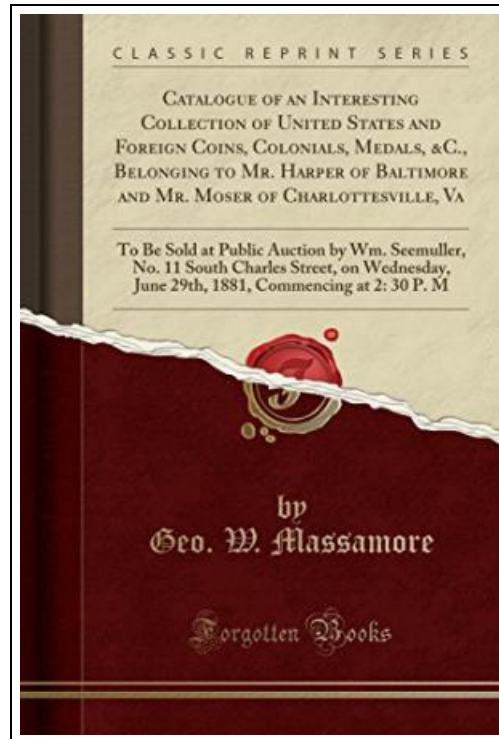 CLASSIC REPRINT SERIES
CATALOGUE OF AN INTERESTING
COLLECTION OF UNITED STATES AND
FOREIGN COINS, COLONIALS, MEDALS, &C.,
BELONGING TO MR. HARPER OF BALTIMORE
AND MR. MOSER OF CHARLOTTESVILLE, VA
To Be Sold at Public Auction by Wm. Seemuller,
No. 11 South Charles Street, on Wednesday,
June 29th, 1881, Commencing at 2: 30 P. M
by
Geo. W. Massamore
Forgotten Books